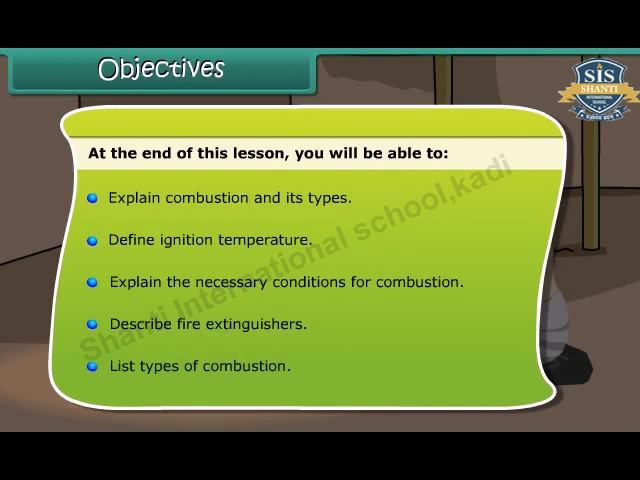 Objectives
SIS
SHANTI
INTERNATIONAL
SCHOOL
At the end of this lesson, you will be able to:
Explain combustion and its types.
Define ignition temperature.
Explain the necessary conditions for combustion.
Describe fire extinguishers.
List types of combustion.
Shanti International school,kadi